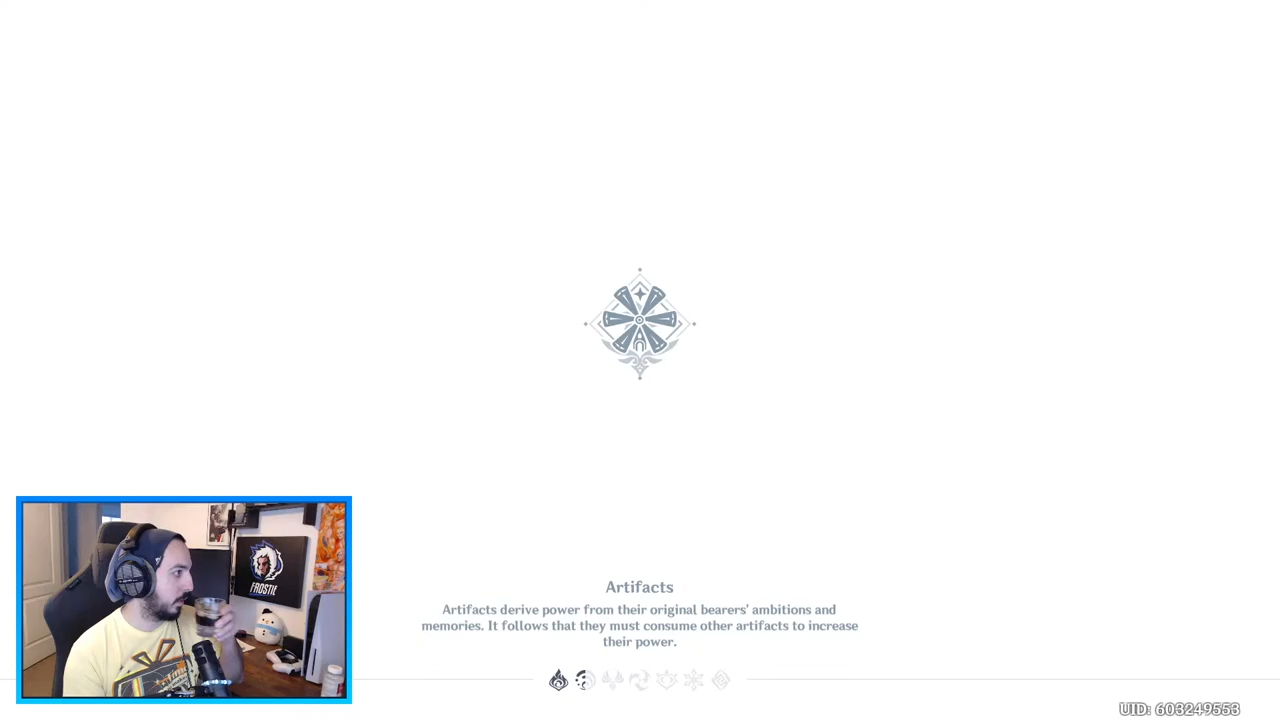 FROSTIE
Artifacts
Artifacts derive power from their original bearers' ambitions and
memories. It follows that they must consume other artifacts to increase
their power.
UID: 603249553